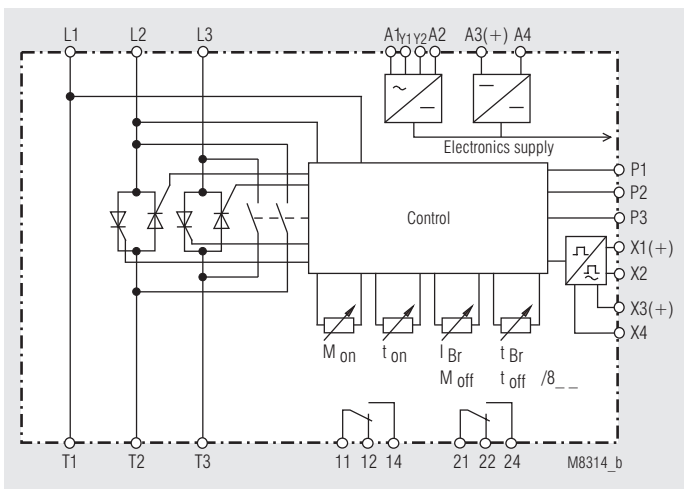 L1 L2 L3 A1 Y1 Y2 A2 A3(+) A4
Electronics supply
P1
P2
Control
P3
X1(+)
X2
X3(+)
X4
M on t on I Br t Br
M off t off /8_ _
T1 T2 T3 11 12 14 21 22 24 M8314_b